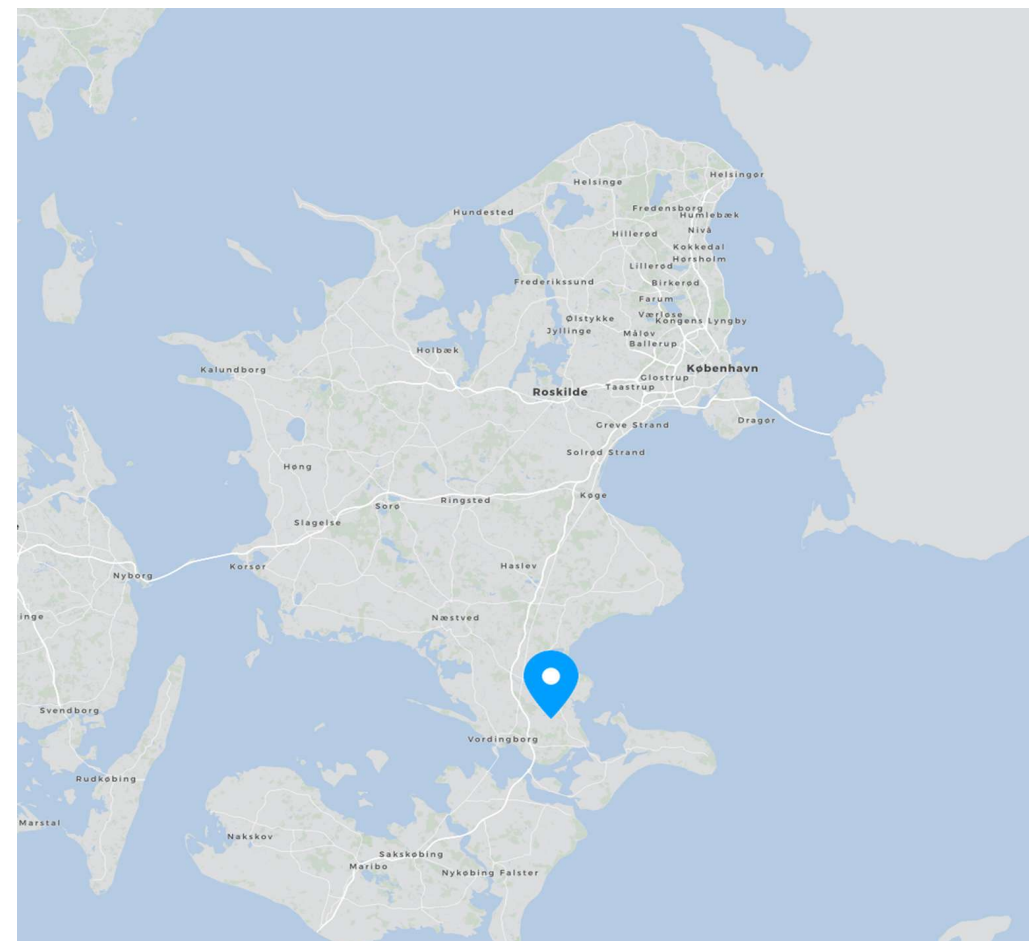 Helsingør
Helsinge
Fredensborg
Hundested
Humlebæk
Nivå
Hillerød
Kokkedal
Hørsholm
Lillerød
Frederikssund
Birkerød
Farum
Værløse
Ølstykke
Kongens Lyngby
Jyllinge
Måløv
Ballerup
Holbæk
Kalundborg
København
Glostrup
Taastrup
Roskilde
Dragør
Greve Strand
Solrød Strand
Høng
Køge
Ringsted
Sorø
Slagelse
e
Haslev
Korsør
Nyborg
inge
Næstved
Svendborg
Vordingborg
Rudkøbing
Marstal
Nakskov
Sakskøbing
Maribo
Nykøbing Falster